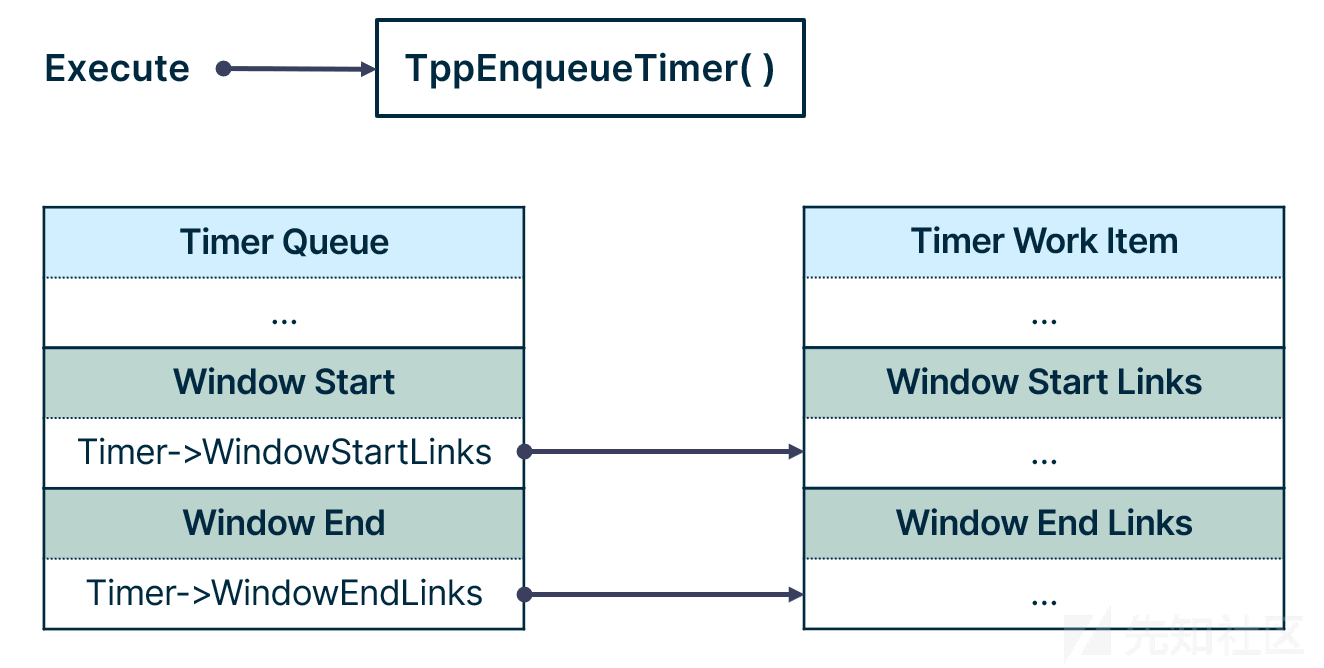 Execute
TppEnqueueTimer( )
Timer Queue
...
Window Start
Timer->WindowStartLinks
Window End
Timer->WindowEndLinks
Timer Work Item
...
Window Start Links
...
Window End Links
...
先知社区